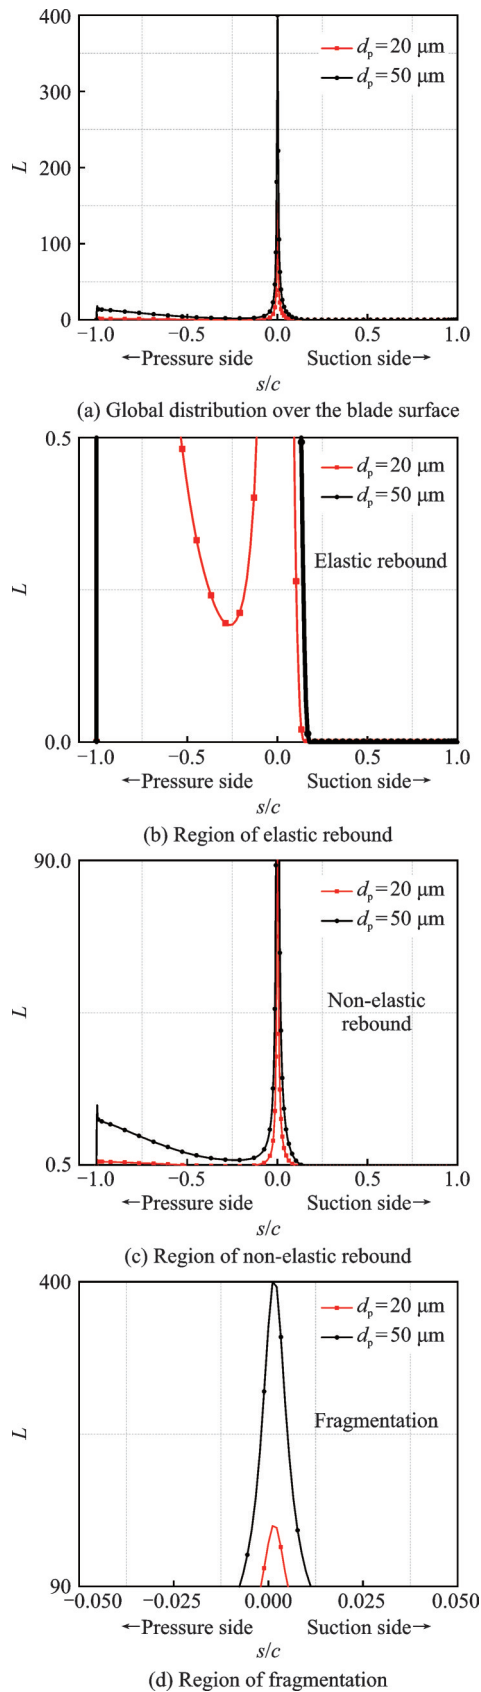 400
300
200
100
0
L
dp=20 μm
dp=50 μm
−1.0 −0.5 0.0 0.5 1.0
←Pressure side Suction side→
s/c
(a) Global distribution over the blade surface
0.5
0.0
L
dp=20 μm
dp=50 μm
Elastic rebound
−1.0 −0.5 0.0 0.5 1.0
←Pressure side Suction side→
s/c
(b) Region of elastic rebound
90.0
0.5
L
dp=20 μm
dp=50 μm
Non-elastic
rebound
−1.0 −0.5 0.0 0.5 1.0
←Pressure side Suction side→
s/c
(c) Region of non-elastic rebound
400
90
L
dp=20 μm
dp=50 μm
Fragmentation
−0.050 −0.025 0.000 0.025 0.050
←Pressure side Suction side→
s/c
(d) Region of fragmentation